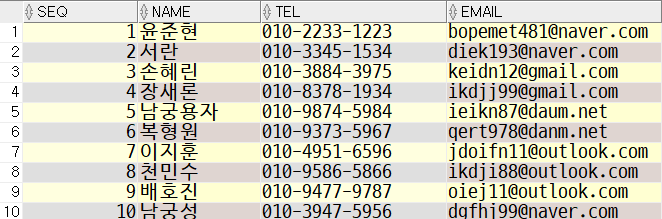 SEQ NAME TEL EMAIL
1 1 윤준현 010-2233-1223 bopemet481@naver.com
2 2 서란 010-3345-1534 diek193@naver.com
3 3 손혜린 010-3884-3975 keidn12@gmail.com
4 4 장새론 010-8378-1934 ikdjj99@gmail.com
5 5 남궁용자 010-9874-5984 ieikn87@daum.net
6 6 복형원 010-9373-5967 qert978@danm.net
7 7 이지훈 010-4951-6596 jdoifn11@outlook.com
8 8 천민수 010-9586-5866 ikdji88@outlook.com
9 9 배호진 010-9477-9787 oiej11@outlook.com
10 10 남궁성 010-3947-5956 dgfhj99@naver.com